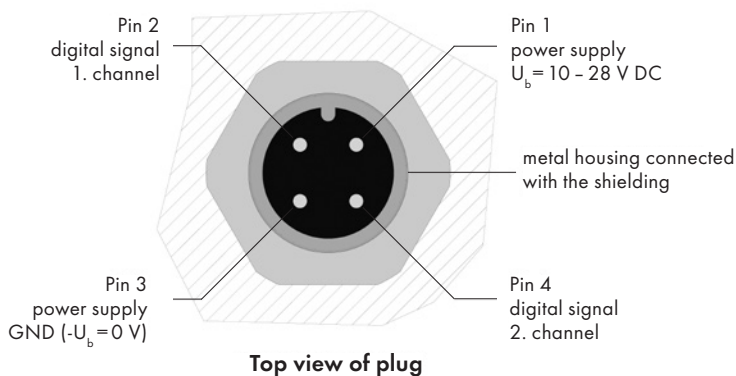 Pin 2
digital signal
1. channel
Pin 1
power supply
U_b = 10 – 28 V DC
metal housing connected
with the shielding
Pin 3
power supply
GND (-U_b = 0 V)
Pin 4
digital signal
2. channel
Top view of plug